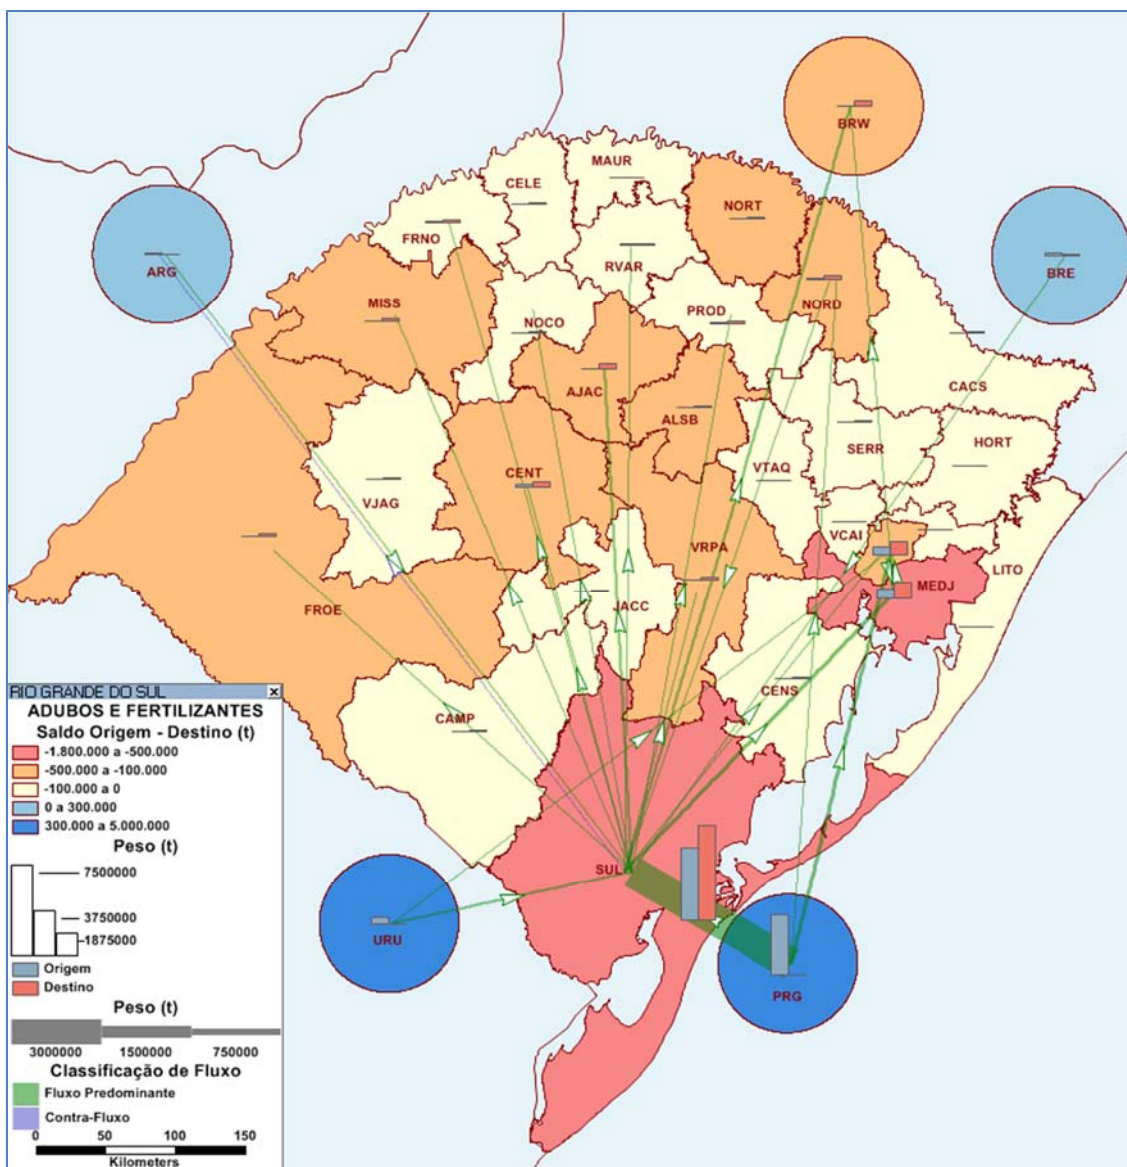 BRW
MAUR
CELE
NORT
FRNO
RVAR
ARG
BRE
MISS
NORD
PROD
NOCO
AJAC
CACS
ALSB
HORT
SERR
CENT
VTAQ
VJAG
VCAI
VRPA
LITO
MEDJ
JACC
FROE
CENS
CAMP
SUL
URU
PRG
RIO GRANDE DO SUL
ADUBOS E FERTILIZANTES
Saldo Origem - Destino (t)
-1.800.000 a -500.000
-500.000 a -100.000
-100.000 a 0
0 a 300.000
300.000 a 5.000.000
Peso (t)
7500000
3750000
1875000
Origem
Destino
Peso (t)
3000000 1500000 750000
Classificação de Fluxo
Fluxo Predominante
Contra-Fluxo
0 50 100 150
Kilometers